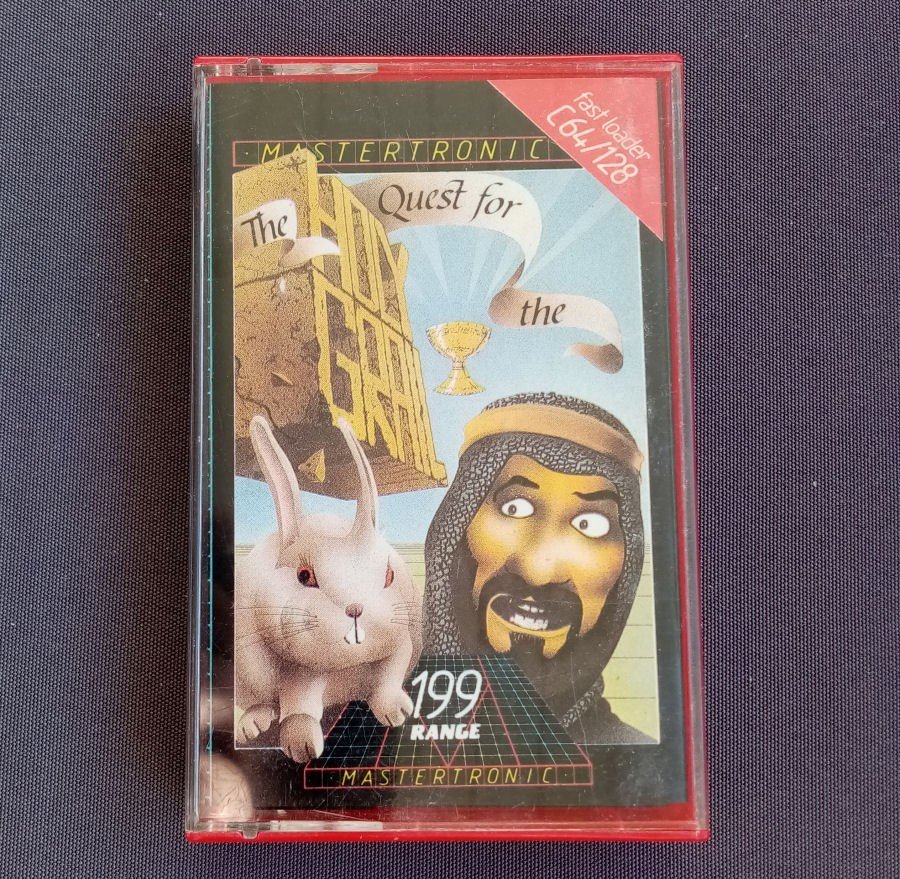 fast loader
C64/128
·MASTERTRONIC
The Quest for
the
HOLY
GRAIL
199
RANGE
·MASTERTRONIC·